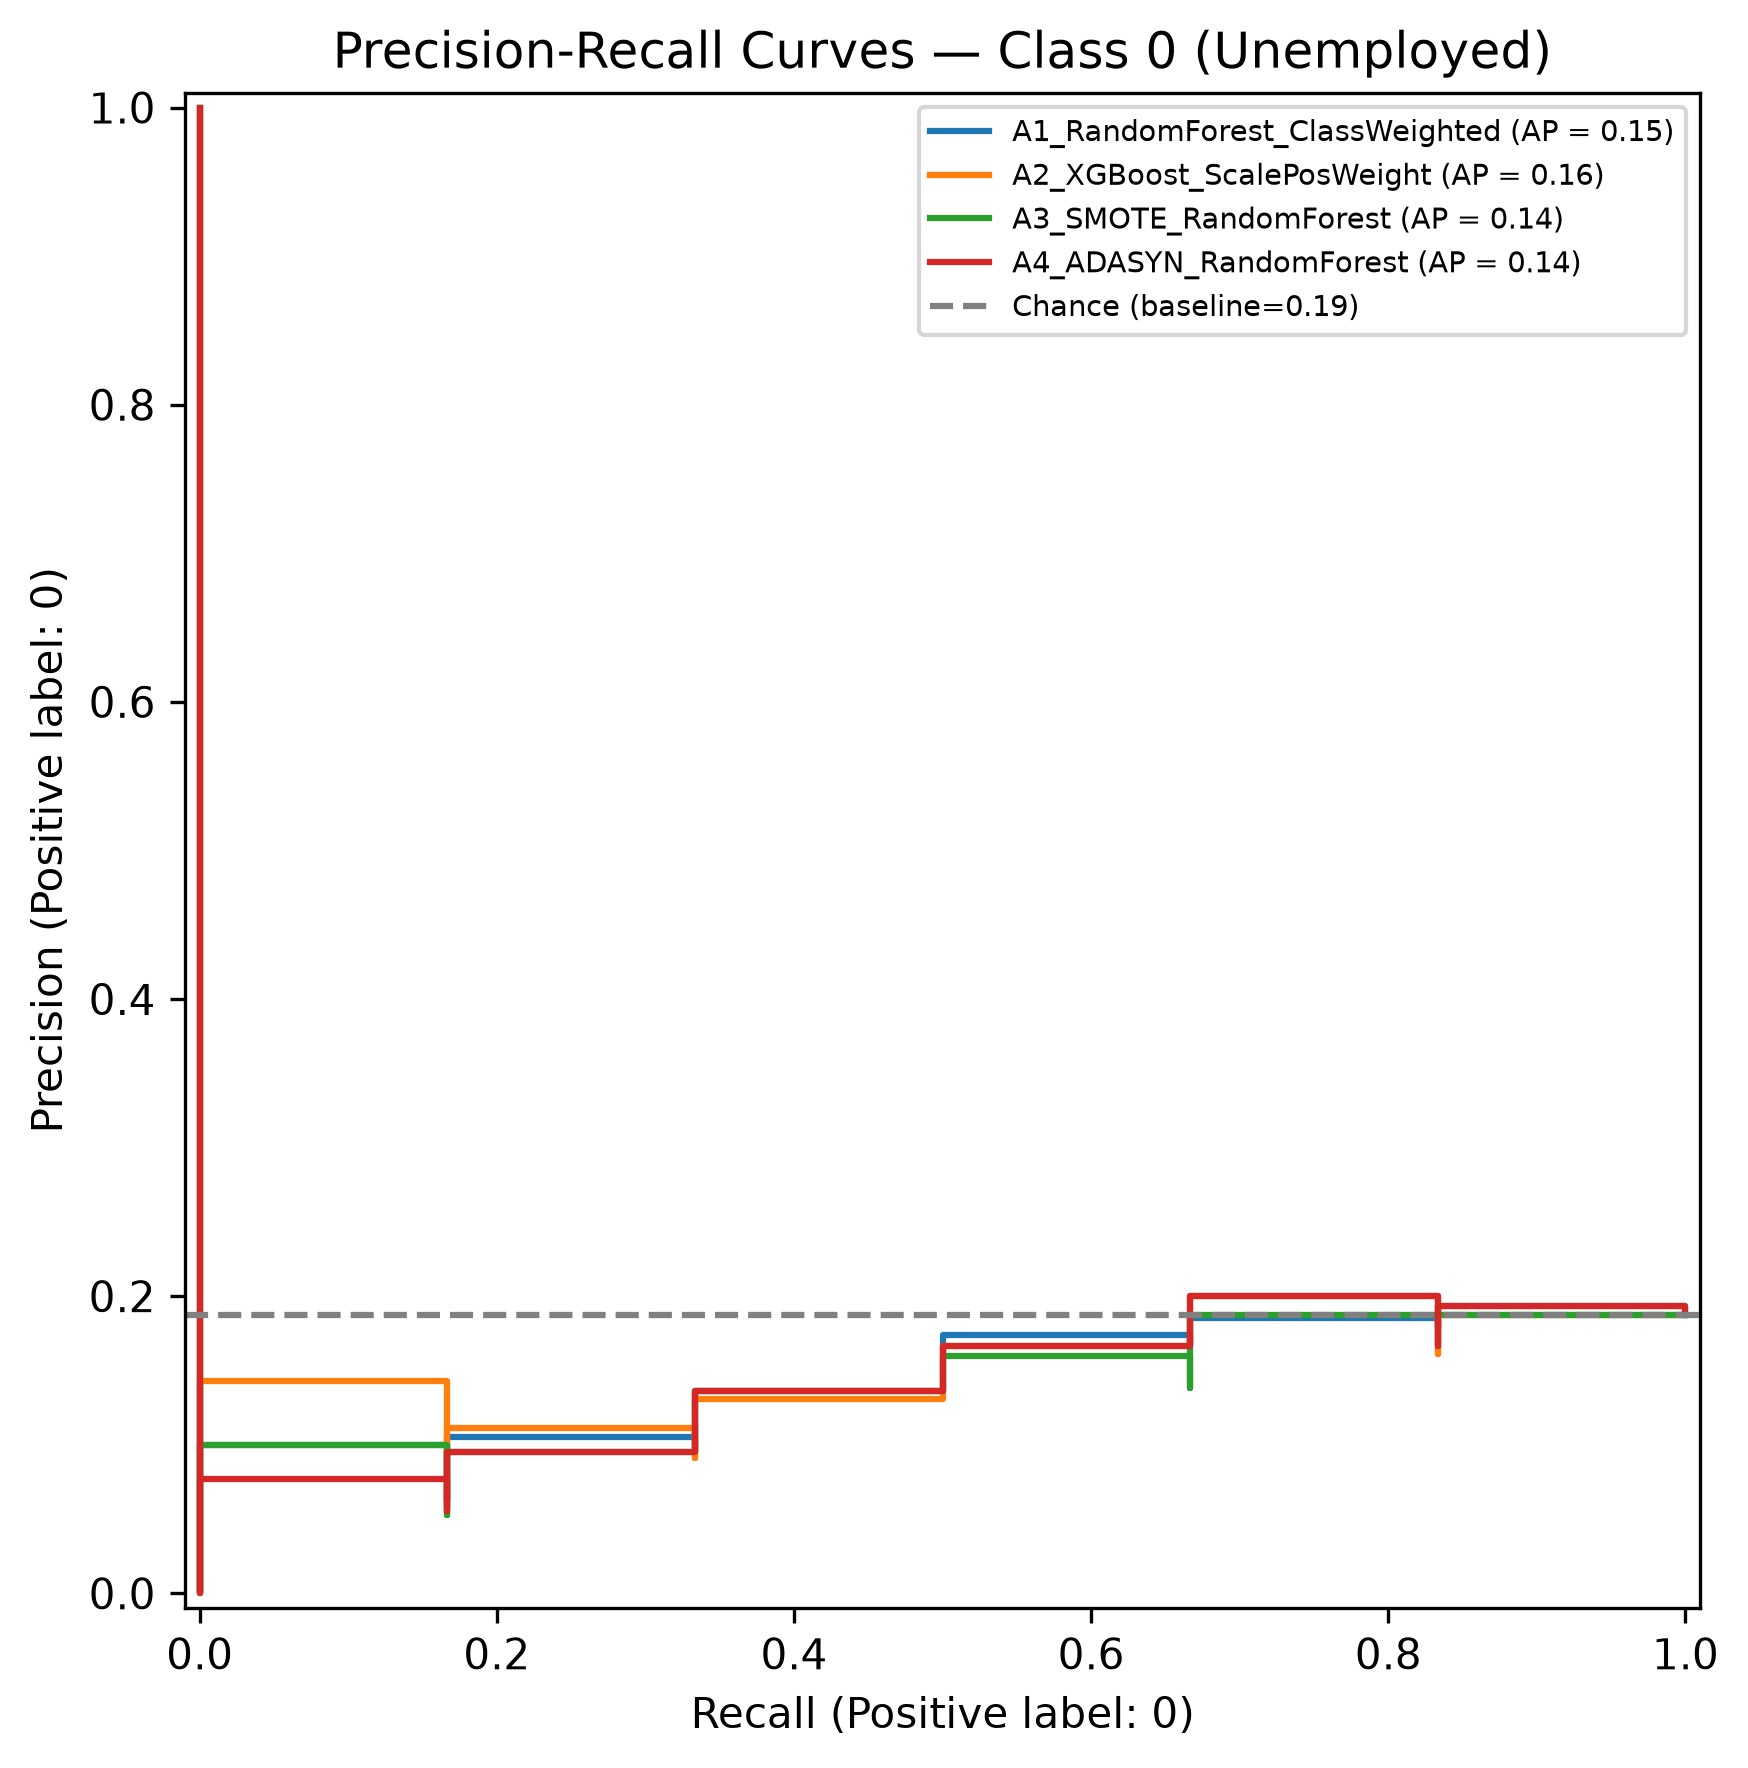 Precision-Recall Curves — Class 0 (Unemployed)
A1_RandomForest_ClassWeighted (AP = 0.15)
A2_XGBoost_ScalePosWeight (AP = 0.16)
A3_SMOTE_RandomForest (AP = 0.14)
A4_ADASYN_RandomForest (AP = 0.14)
Chance (baseline=0.19)
Precision (Positive label: 0)
1.0
0.8
0.6
0.4
0.2
0.0
0.0 0.2 0.4 0.6 0.8 1.0
Recall (Positive label: 0)